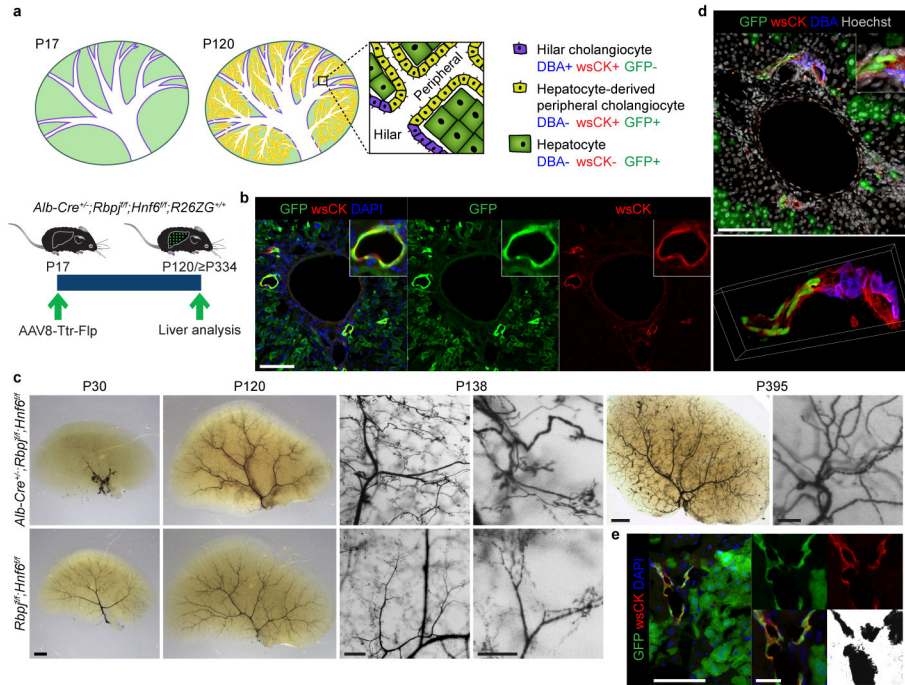 a
P17
P120
Peripheral
Hilar
Hilar cholangiocyte
DBA+ wsCK+ GFP-
Hepatocyte-derived
peripheral cholangiocyte
DBA- wsCK+ GFP+
Hepatocyte
DBA- wsCK- GFP+
Alb-Cre+/-;Rbpjf/f;Hnf6f/f;R26ZG+/+
P17
P120/≥P334
AAV8-Ttr-Flp
Liver analysis
b
GFP wsCK DAPI
GFP
wsCK
d
GFP wsCK DBA Hoechst
c
P30
P120
P138
P395
Alb-Cre+/-;Rbpjf/f;Hnf6f/f
Rbpjf/f;Hnf6f/f
e
GFP wsCK DAPI